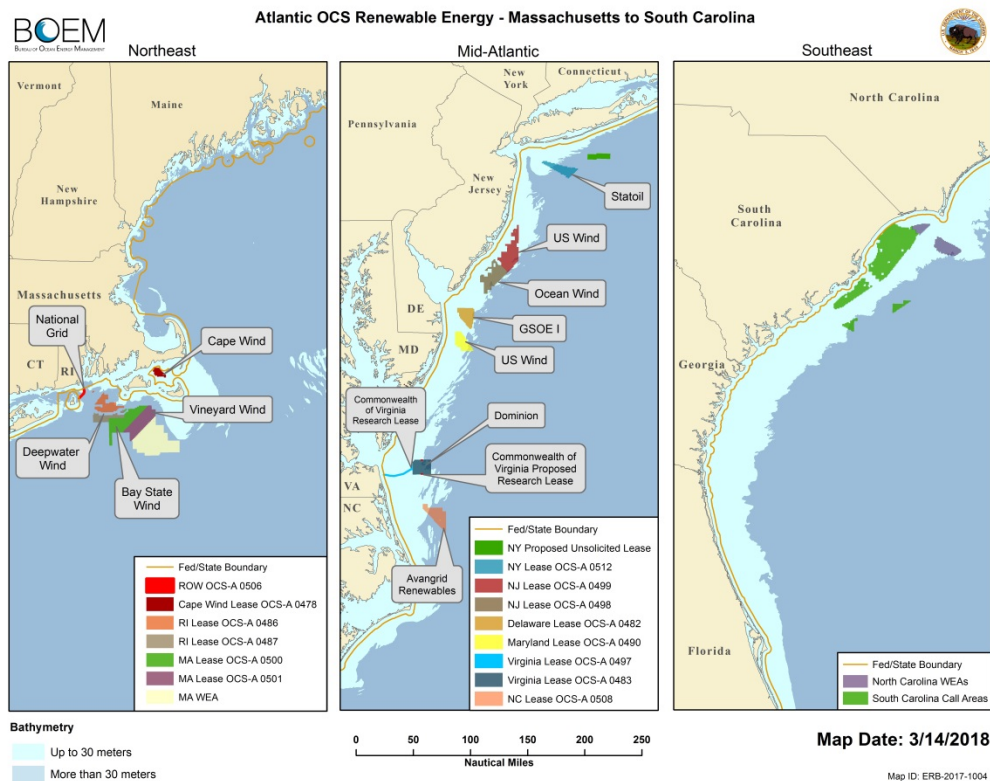 Atlantic OCS Renewable Energy - Massachusetts to South Carolina
BOEM
BUREAU OF OCEAN ENERGY MANAGEMENT
Northeast
Mid-Atlantic
Southeast
Vermont
Maine
New
Hampshire
Massachusetts
National
Grid
CT
RI
Cape Wind
Vineyard Wind
Deepwater
Wind
Bay State
Wind
Fed/State Boundary
ROW OCS-A 0506
Cape Wind Lease OCS-A 0478
RI Lease OCS-A 0486
RI Lease OCS-A 0487
MA Lease OCS-A 0500
MA Lease OCS-A 0501
MA WEA
New
York
Connecticut
Pennsylvania
New
Jersey
Statoil
US Wind
Ocean Wind
DE
GSOE I
MD
US Wind
Commonwealth
of Virginia
Research Lease
Dominion
Commonwealth of
Virginia Proposed
Research Lease
VA
NC
Avangrid
Renewables
Fed/State Boundary
NY Proposed Unsolicited Lease
NY Lease OCS-A 0512
NJ Lease OCS-A 0499
NJ Lease OCS-A 0498
Delaware Lease OCS-A 0482
Maryland Lease OCS-A 0490
Virginia Lease OCS-A 0497
Virginia Lease OCS-A 0483
NC Lease OCS-A 0508
North Carolina
South
Carolina
Georgia
Florida
Fed/State Boundary
North Carolina WEAs
South Carolina Call Areas
Bathymetry
Up to 30 meters
More than 30 meters
0 50 100 150 200 250
Nautical Miles
Map Date: 3/14/2018
Map ID: ERB-2017-1004